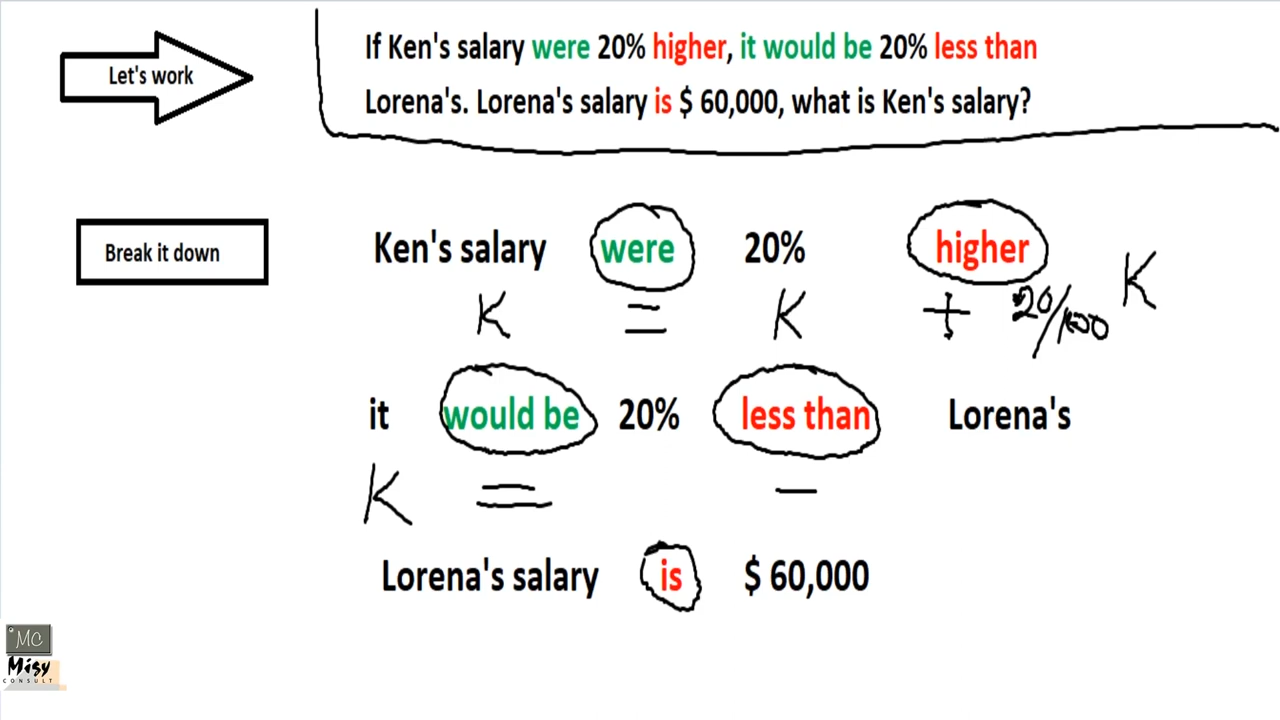 Let's work
If Ken's salary were 20% higher, it would be 20% less than
Lorena's. Lorena's salary is $ 60,000, what is Ken's salary?
Break it down
Ken's salary were 20% higher
K = K + 20/100 K
it would be 20% less than Lorena's
K = −
Lorena's salary is $ 60,000
MC
Misy
CONSULT